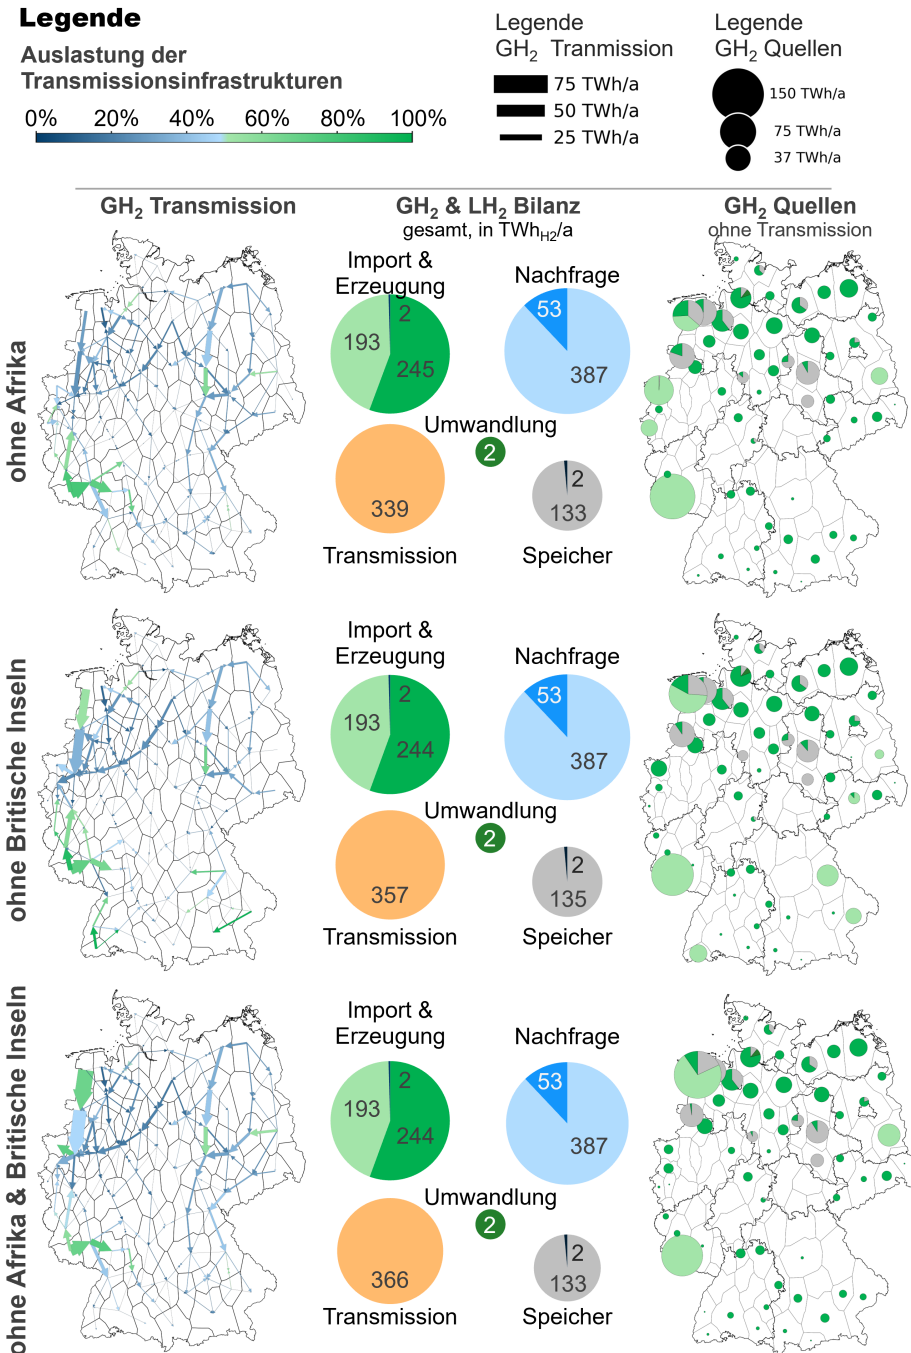 Legende
Auslastung der
Transmissionsinfrastrukturen
0% 20% 40% 60% 80% 100%
Legende
GH₂ Tranmission
75 TWh/a
50 TWh/a
25 TWh/a
Legende
GH₂ Quellen
150 TWh/a
75 TWh/a
37 TWh/a
GH₂ Transmission
GH₂ & LH₂ Bilanz
gesamt, in TWh_H2/a
GH₂ Quellen
ohne Transmission
ohne Afrika
Import &
Erzeugung
2
193
245
Nachfrage
53
387
Umwandlung
2
339
Transmission
2
133
Speicher
ohne Britische Inseln
Import &
Erzeugung
2
193
244
Nachfrage
53
387
Umwandlung
2
357
Transmission
2
135
Speicher
ohne Afrika & Britische Inseln
Import &
Erzeugung
2
193
244
Nachfrage
53
387
Umwandlung
2
366
Transmission
2
133
Speicher